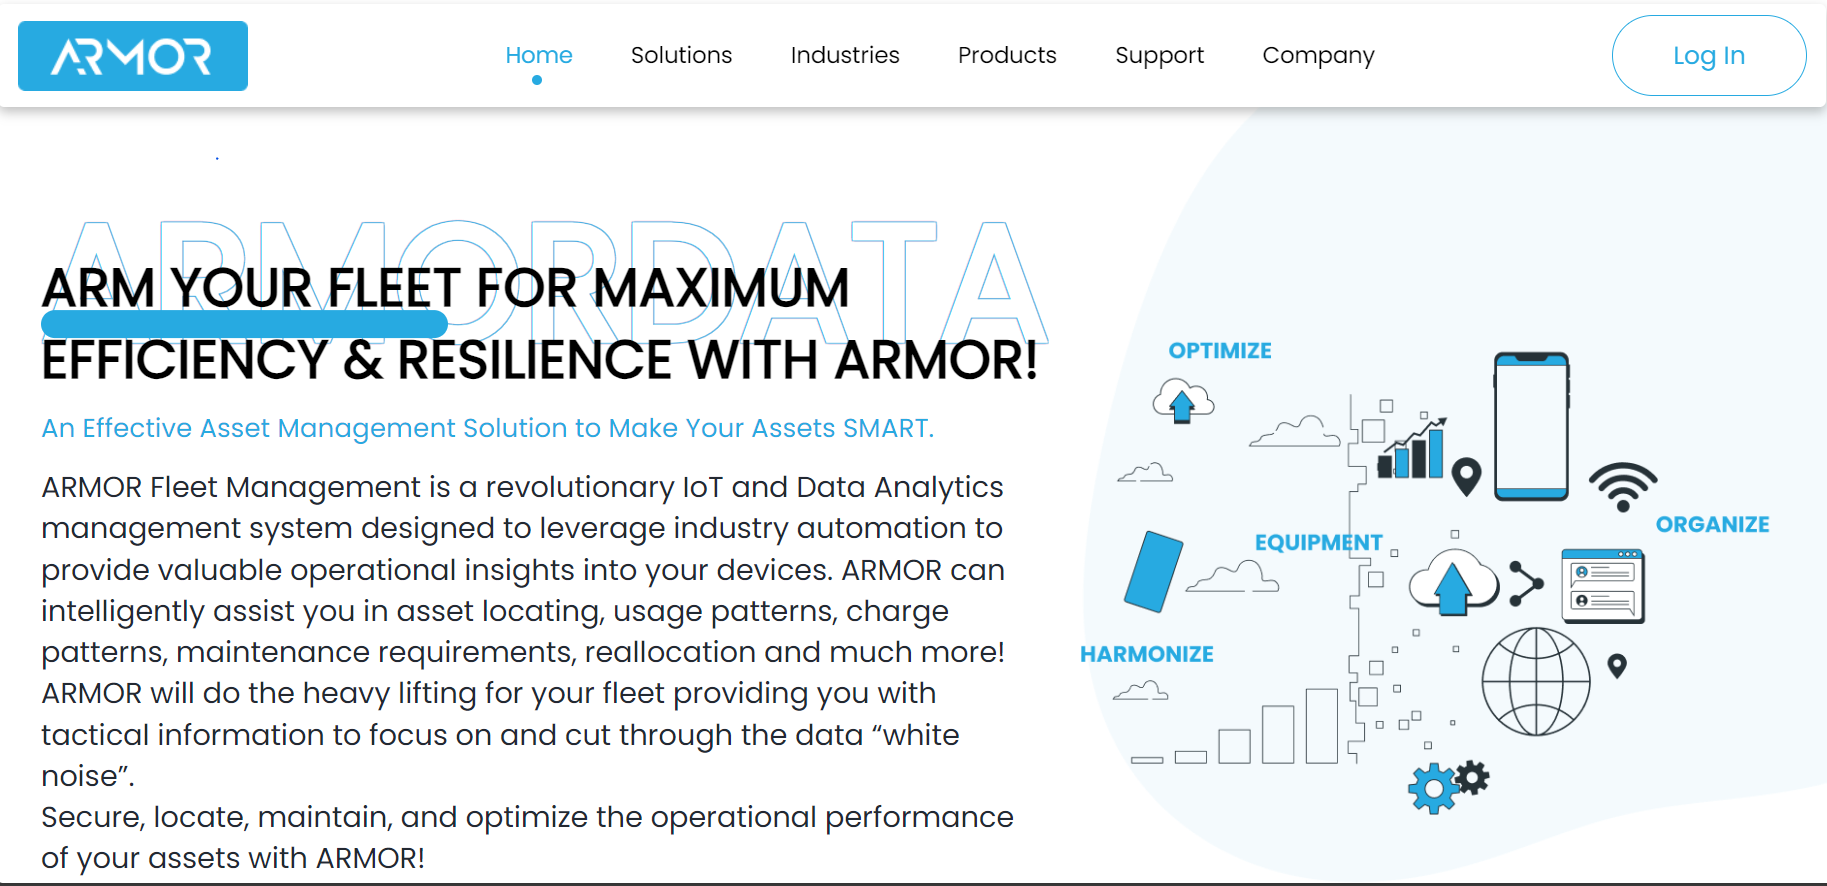 ARMOR
Home
Solutions
Industries
Products
Support
Company
Log In
ARMORDATA
ARM YOUR FLEET FOR MAXIMUM
EFFICIENCY & RESILIENCE WITH ARMOR!
An Effective Asset Management Solution to Make Your Assets SMART.
ARMOR Fleet Management is a revolutionary IoT and Data Analytics
management system designed to leverage industry automation to
provide valuable operational insights into your devices. ARMOR can
intelligently assist you in asset locating, usage patterns, charge
patterns, maintenance requirements, reallocation and much more!
ARMOR will do the heavy lifting for your fleet providing you with
tactical information to focus on and cut through the data “white
noise”.
Secure, locate, maintain, and optimize the operational performance
of your assets with ARMOR!
OPTIMIZE
ORGANIZE
EQUIPMENT
HARMONIZE